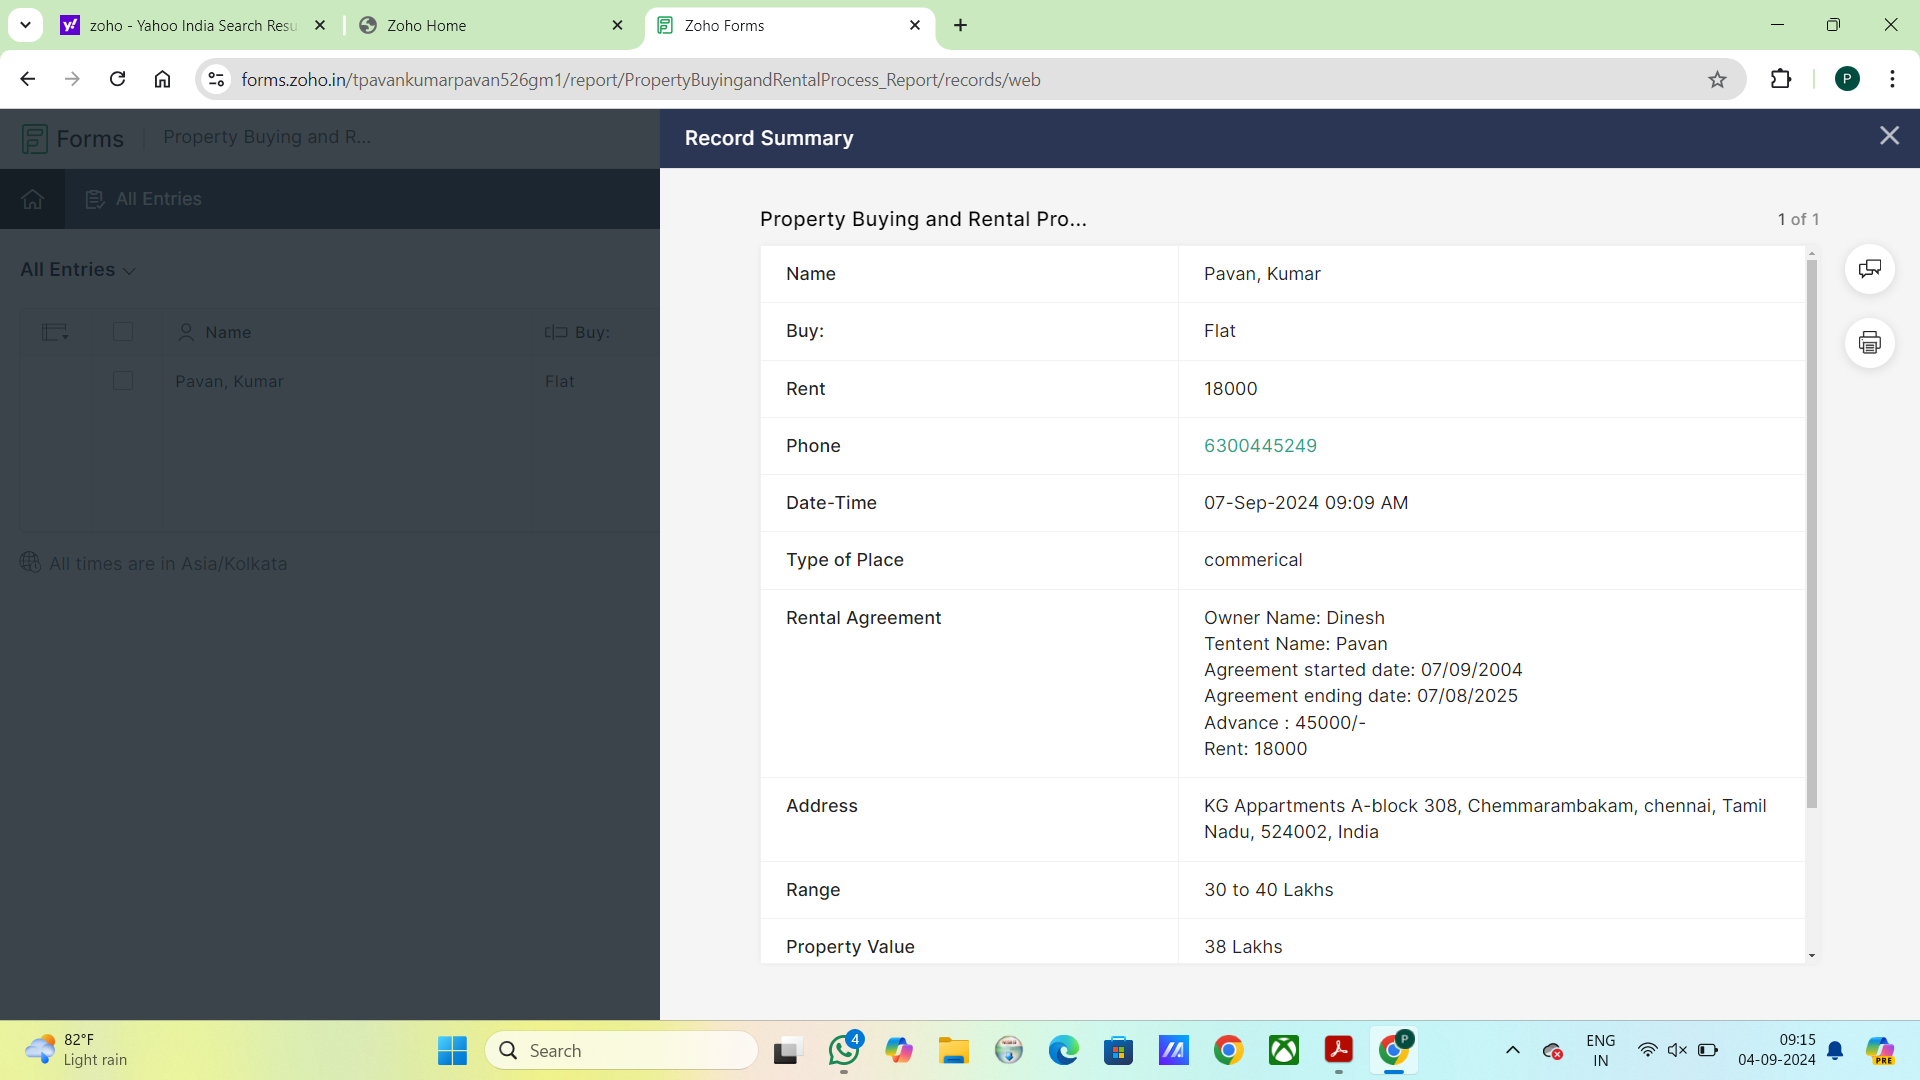 zoho - Yahoo India Search Resu
Zoho Home
Zoho Forms
forms.zoho.in/tpavankumarpavan526gm1/report/PropertyBuyingandRentalProcess_Report/records/web
P
Forms
Property Buying and R...
Record Summary
All Entries
Property Buying and Rental Pro...
1 of 1
All Entries
Name
Buy:
Pavan, Kumar
Flat
All times are in Asia/Kolkata
Name
Pavan, Kumar
Buy:
Flat
Rent
18000
Phone
6300445249
Date-Time
07-Sep-2024 09:09 AM
Type of Place
commerical
Rental Agreement
Owner Name: Dinesh
Tentent Name: Pavan
Agreement started date: 07/09/2004
Agreement ending date: 07/08/2025
Advance : 45000/-
Rent: 18000
Address
KG Appartments A-block 308, Chemmarambakam, chennai, Tamil
Nadu, 524002, India
Range
30 to 40 Lakhs
Property Value
38 Lakhs
82°F
Light rain
Search
4
P
ENG
IN
09:15
04-09-2024
PRE